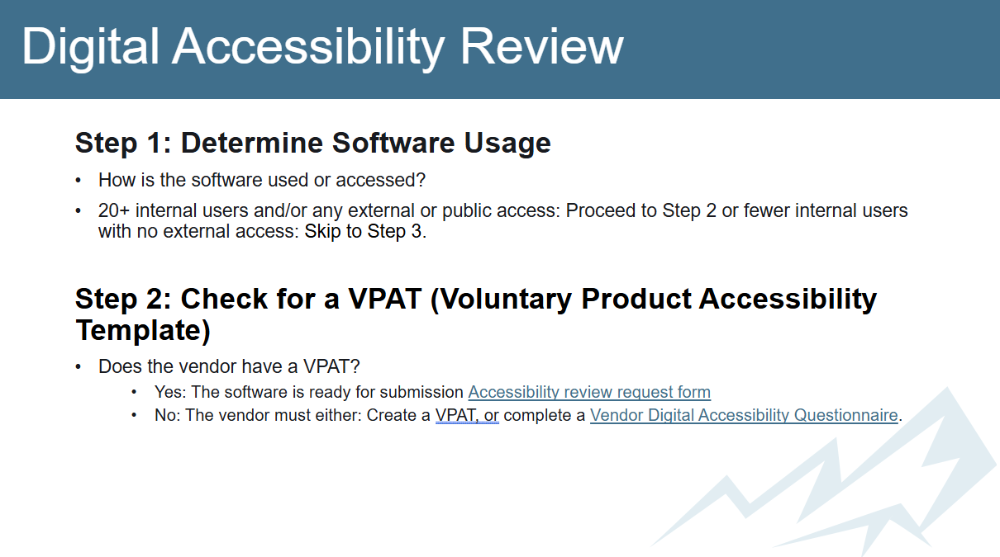 Digital Accessibility Review
Step 1: Determine Software Usage
• How is the software used or accessed?
• 20+ internal users and/or any external or public access: Proceed to Step 2 or fewer internal users
with no external access: Skip to Step 3.
Step 2: Check for a VPAT (Voluntary Product Accessibility
Template)
• Does the vendor have a VPAT?
• Yes: The software is ready for submission Accessibility review request form
• No: The vendor must either: Create a VPAT, or complete a Vendor Digital Accessibility Questionnaire.